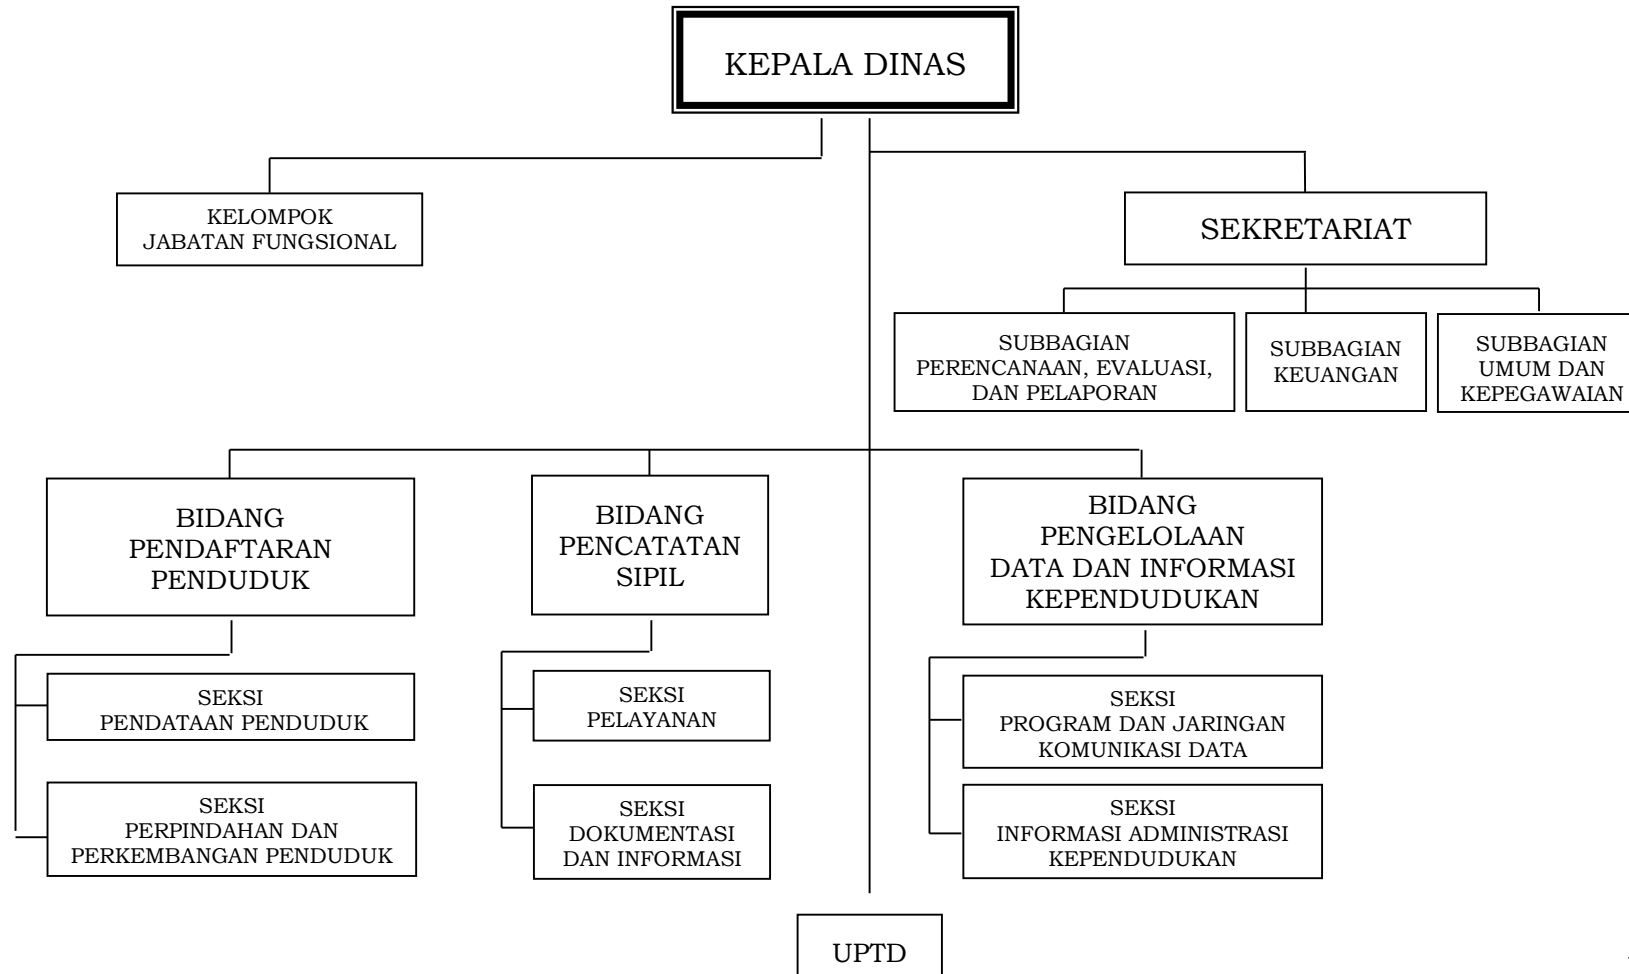 KEPALA DINAS
KELOMPOK
JABATAN FUNGSIONAL
SEKRETARIAT
SUBBAGIAN
PERENCANAAN, EVALUASI,
DAN PELAPORAN
SUBBAGIAN
KEUANGAN
SUBBAGIAN
UMUM DAN
KEPEGAWAIAN
BIDANG
PENDAFTARAN
PENDUDUK
BIDANG
PENCATATAN
SIPIL
BIDANG
PENGELOLAAN
DATA DAN INFORMASI
KEPENDUDUKAN
SEKSI
PENDATAAN PENDUDUK
SEKSI
PERPINDAHAN DAN
PERKEMBANGAN PENDUDUK
SEKSI
PELAYANAN
SEKSI
DOKUMENTASI
DAN INFORMASI
SEKSI
PROGRAM DAN JARINGAN
KOMUNIKASI DATA
SEKSI
INFORMASI ADMINISTRASI
KEPENDUDUKAN
UPTD